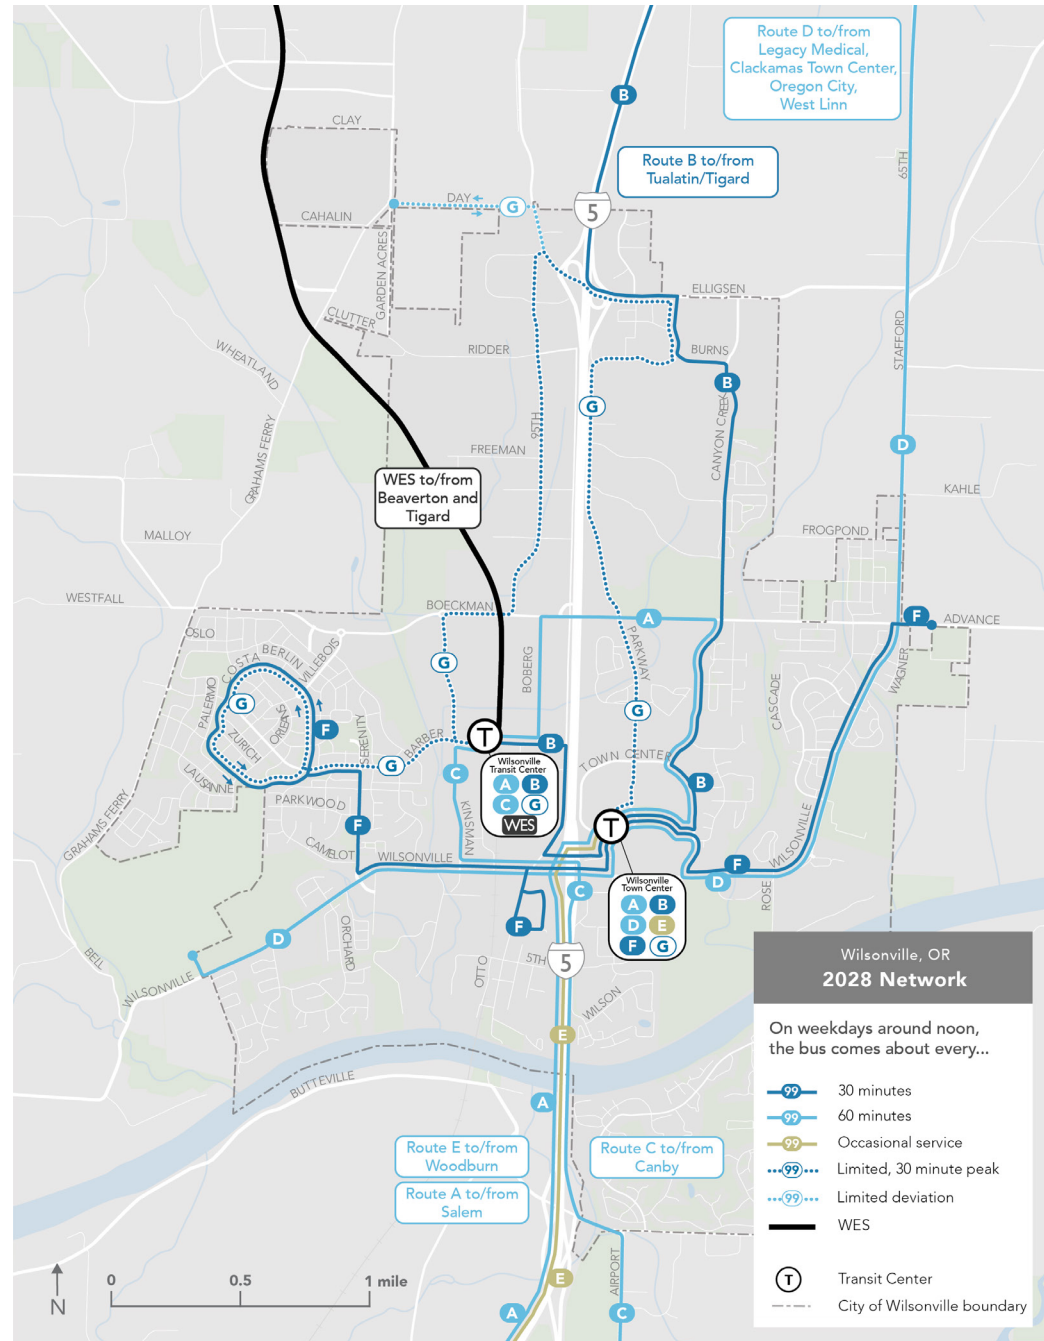 Route D to/from
Legacy Medical,
Clackamas Town Center,
Oregon City,
West Linn
B
CLAY
65TH
Route B to/from
Tualatin/Tigard
DAY
G
5
CAHALIN
GARDEN ACRES
ELLIGSEN
CLUTTER
STAFFORD
RIDDER
BURNS
WHEATLAND
B
G
95TH
CANYON CREEK
GRAHAMS FERRY
FREEMAN
D
WES to/from
Beaverton and
Tigard
KAHLE
MALLOY
FROGPOND
WESTFALL
BOECKMAN
A
F
ADVANCE
OSLO
COSTA
BERLIN
VILLEBOIS
G
BOBERG
PARKWAY
WAGNER
PALERMO
G
ORLEANS
ZURICH
F
SERENITY
BARBER
T
B
G
CASCADE
LAUSANNE
G
C
TOWN CENTER
Wilsonville
Transit Center
A B
C G
WES
B
PARKWOOD
KINSMAN
GRAHAMS FERRY
F
T
CAMELOT
WILSONVILLE
F
WILSONVILLE
D
ROSE
C
Wilsonville
Town Center
A B
D E
F G
ORCHARD
F
D
BELL
WILSONVILLE
OTTO
5TH
5
WILSON
E
BUTTEVILLE
A
Route E to/from
Woodburn
Route C to/from
Canby
Route A to/from
Salem
AIRPORT
E
A
C
N
0 0.5 1 mile
Wilsonville, OR
2028 Network
On weekdays around noon,
the bus comes about every...
99 30 minutes
99 60 minutes
99 Occasional service
99 Limited, 30 minute peak
99 Limited deviation
WES
T Transit Center
City of Wilsonville boundary